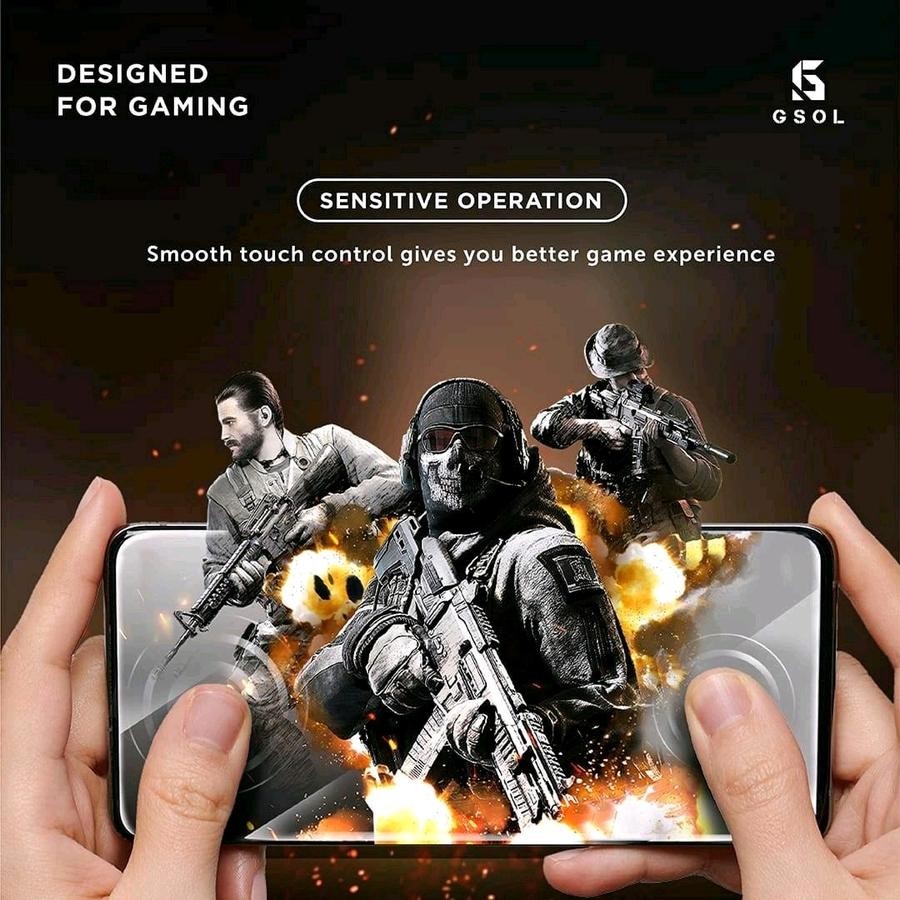 DESIGNED
FOR GAMING
GSOL
SENSITIVE OPERATION
Smooth touch control gives you better game experience